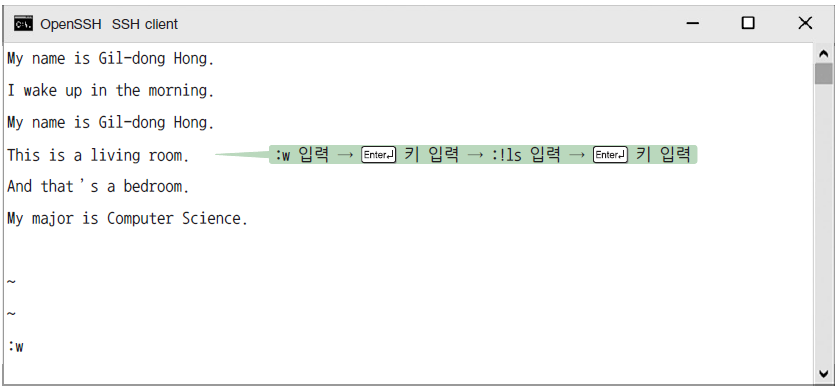 OpenSSH SSH client
My name is Gil-dong Hong.
I wake up in the morning.
My name is Gil-dong Hong.
This is a living room.
:w 입력 → Enter↵ 키 입력 → :!ls 입력 → Enter↵ 키 입력
And that's a bedroom.
My major is Computer Science.
~
~
:w